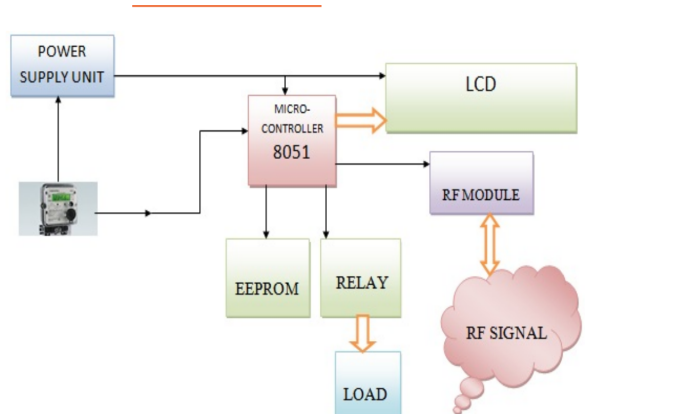 POWER
SUPPLY UNIT
LCD
MICRO-
CONTROLLER
8051
RF MODULE
EEPROM
RELAY
RF SIGNAL
LOAD